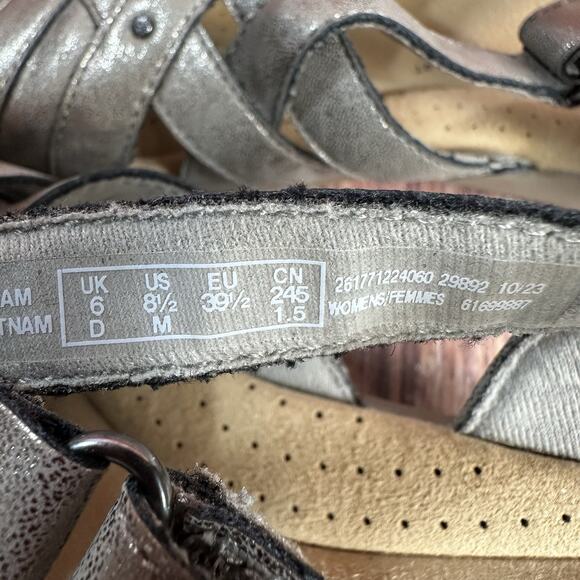 AM
TNAM
UK US EU CN
6 8½ 39½ 245
D M 1.5
261771224060 29892 10/23
WOMENS/FEMMES 61699887